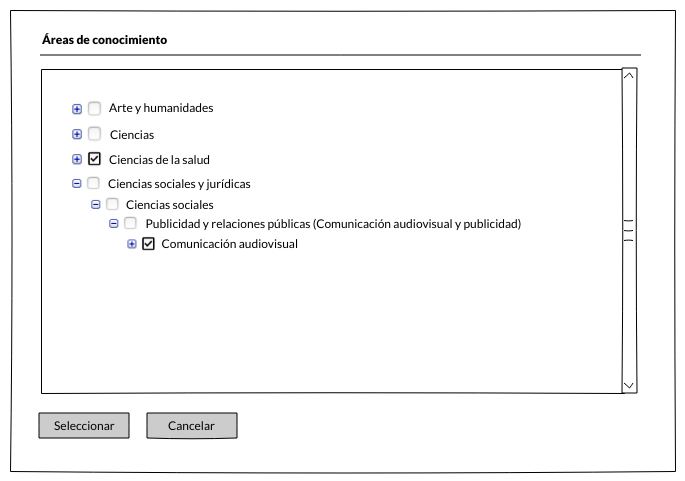 Áreas de conocimiento
Arte y humanidades
Ciencias
Ciencias de la salud
Ciencias sociales y jurídicas
Ciencias sociales
Publicidad y relaciones públicas (Comunicación audiovisual y publicidad)
Comunicación audiovisual
Seleccionar
Cancelar